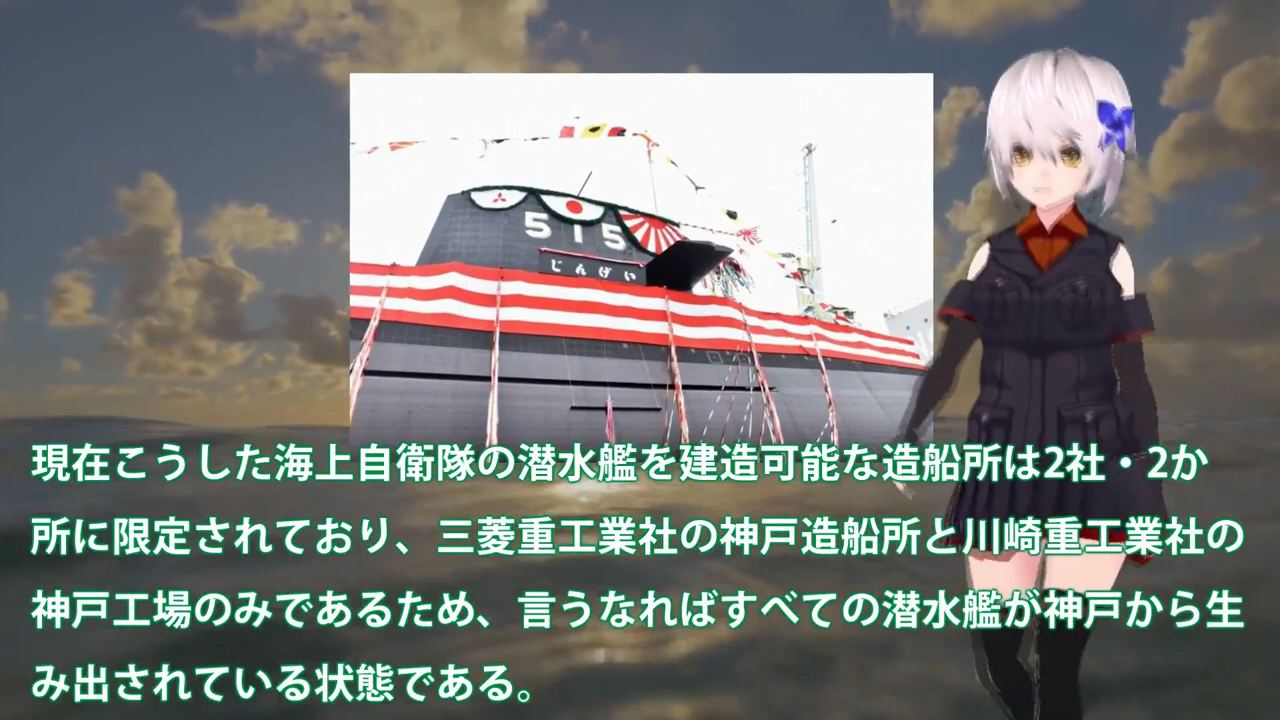 515
じんげい
現在こうした海上自衛隊の潜水艦を建造可能な造船所は2社・2か
所に限定されており、三菱重工業社の神戸造船所と川崎重工業社の
神戸工場のみであるため、言うなればすべての潜水艦が神戸から生
み出されている状態である。